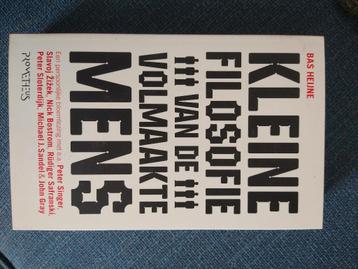 BAS HEIJNE
KLEINE
FILOSOFIE
VAN DE
VOLMAAKTE
MENS
Een persoonlijke bloemlezing met o.a. Peter Singer,
Slavoj Žižek, Nick Bostrom, Rüdiger Safranski,
Peter Sloterdijk, Michael J. Sandel & John Gray
PROMETHEUS